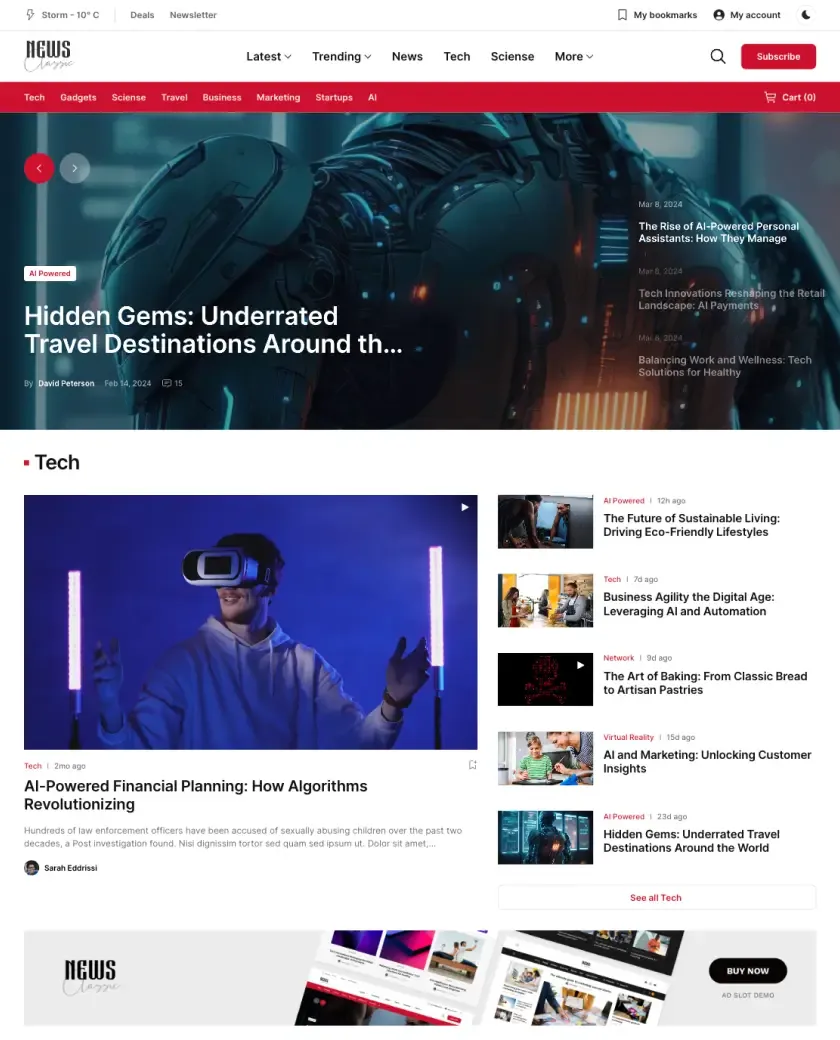 Storm - 10° C
Deals
Newsletter
My bookmarks
My account
NEWS
Classic
Latest
Trending
News
Tech
Sciense
More
Subscribe
Tech
Gadgets
Sciense
Travel
Business
Marketing
Startups
AI
Cart (0)
Mar 8, 2024
The Rise of AI-Powered Personal
Assistants: How They Manage
Mar 8, 2024
Tech Innovations Reshaping the Retail
Landscape: AI Payments
Mar 8, 2024
Balancing Work and Wellness: Tech
Solutions for Healthy
AI Powered
Hidden Gems: Underrated
Travel Destinations Around th...
By David Peterson Feb 14, 2024 15
Tech
Tech | 2mo ago
AI-Powered Financial Planning: How Algorithms
Revolutionizing
Hundreds of law enforcement officers have been accused of sexually abusing children over the past two
decades, a Post investigation found. Nisi dignissim tortor sed quam sed ipsum ut. Dolor sit amet,...
Sarah Eddrissi
AI Powered | 12h ago
The Future of Sustainable Living:
Driving Eco-Friendly Lifestyles
Tech | 7d ago
Business Agility the Digital Age:
Leveraging AI and Automation
Network | 9d ago
The Art of Baking: From Classic Bread
to Artisan Pastries
Virtual Reality | 15d ago
AI and Marketing: Unlocking Customer
Insights
AI Powered | 23d ago
Hidden Gems: Underrated Travel
Destinations Around the World
See all Tech
NEWS
Classic
BUY NOW
AD SLOT DEMO